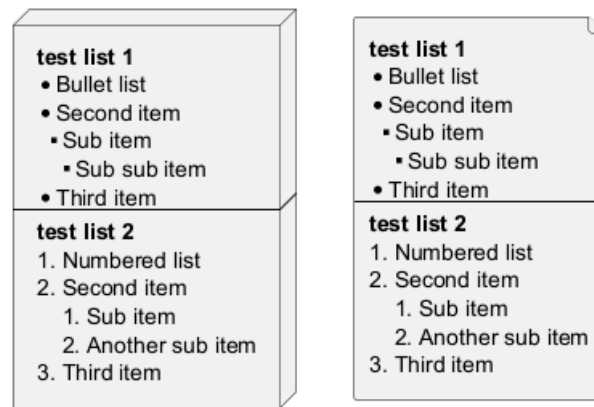 test list 1
• Bullet list
• Second item
▪ Sub item
▪ Sub sub item
• Third item
test list 2
1. Numbered list
2. Second item
1. Sub item
2. Another sub item
3. Third item
test list 1
• Bullet list
• Second item
▪ Sub item
▪ Sub sub item
• Third item
test list 2
1. Numbered list
2. Second item
1. Sub item
2. Another sub item
3. Third item